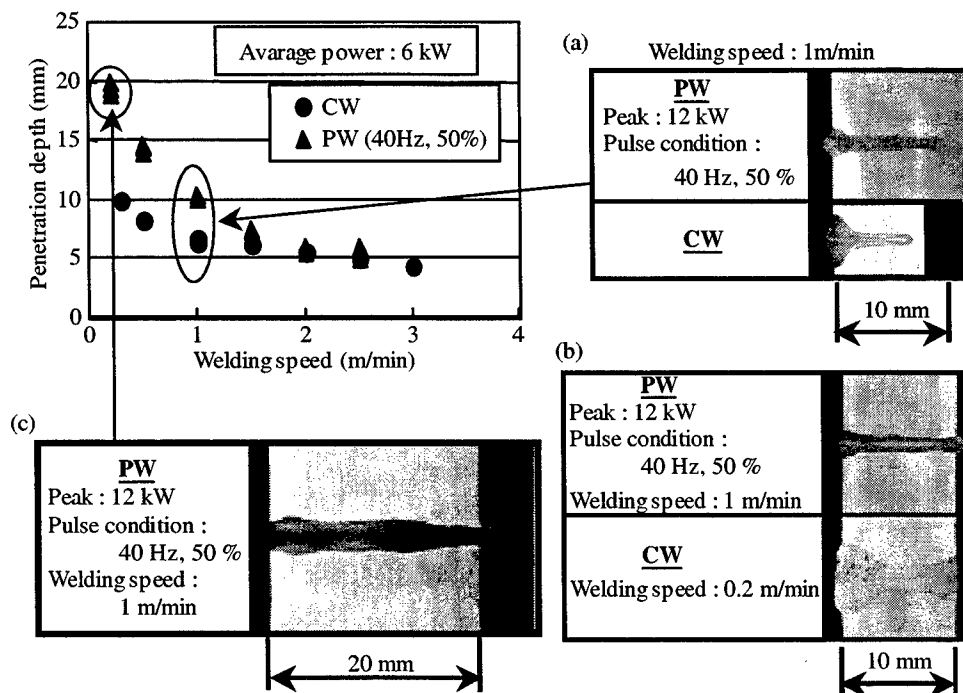 25
20
15
10
5
0
Penetration depth (mm)
0 1 2 3 4
Welding speed (m/min)
Avarage power : 6 kW
CW
PW (40Hz, 50%)
(a)
Welding speed : 1m/min
PW
Peak : 12 kW
Pulse condition :
40 Hz, 50 %
CW
10 mm
(b)
PW
Peak : 12 kW
Pulse condition :
40 Hz, 50 %
Welding speed : 1 m/min
CW
Welding speed : 0.2 m/min
10 mm
(c)
PW
Peak : 12 kW
Pulse condition :
40 Hz, 50 %
Welding speed :
1 m/min
20 mm